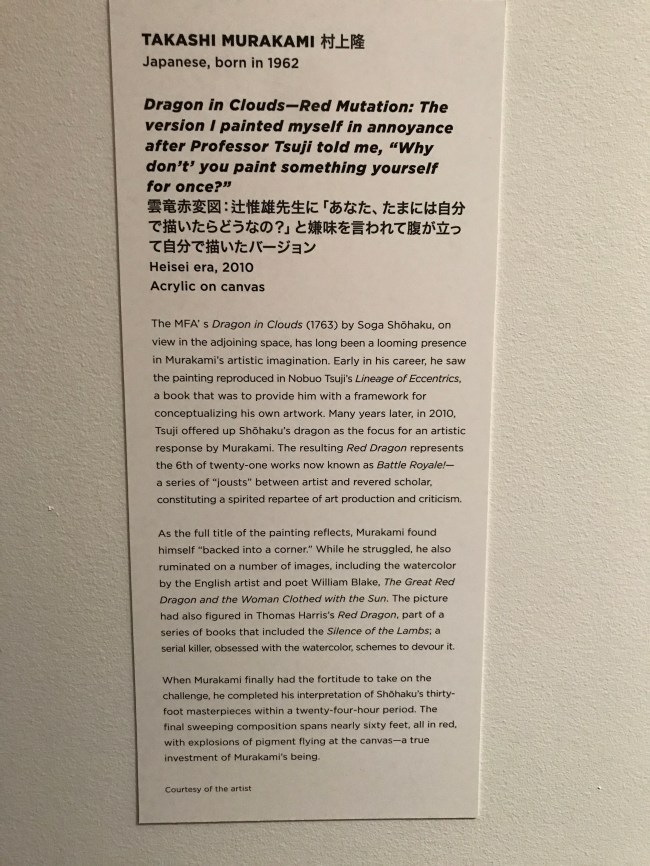 TAKASHI MURAKAMI 村上隆
Japanese, born in 1962
Dragon in Clouds—Red Mutation: The
version I painted myself in annoyance
after Professor Tsuji told me, “Why
don’t’ you paint something yourself
for once?”
雲竜赤変図：辻惟雄先生に「あなた、たまには自分
で描いたらどうなの？」と嫌味を言われて腹が立っ
て自分で描いたバージョン
Heisei era, 2010
Acrylic on canvas
The MFA’ s Dragon in Clouds (1763) by Soga Shōhaku, on
view in the adjoining space, has long been a looming presence
in Murakami’s artistic imagination. Early in his career, he saw
the painting reproduced in Nobuo Tsuji’s Lineage of Eccentrics,
a book that was to provide him with a framework for
conceptualizing his own artwork. Many years later, in 2010,
Tsuji offered up Shōhaku’s dragon as the focus for an artistic
response by Murakami. The resulting Red Dragon represents
the 6th of twenty-one works now known as Battle Royale!—
a series of “jousts” between artist and revered scholar,
constituting a spirited repartee of art production and criticism.
As the full title of the painting reflects, Murakami found
himself “backed into a corner.” While he struggled, he also
ruminated on a number of images, including the watercolor
by the English artist and poet William Blake, The Great Red
Dragon and the Woman Clothed with the Sun. The picture
had also figured in Thomas Harris’s Red Dragon, part of a
series of books that included the Silence of the Lambs; a
serial killer, obsessed with the watercolor, schemes to devour it.
When Murakami finally had the fortitude to take on the
challenge, he completed his interpretation of Shōhaku’s thirty-
foot masterpieces within a twenty-four-hour period. The
final sweeping composition spans nearly sixty feet, all in red,
with explosions of pigment flying at the canvas—a true
investment of Murakami’s being.
Courtesy of the artist